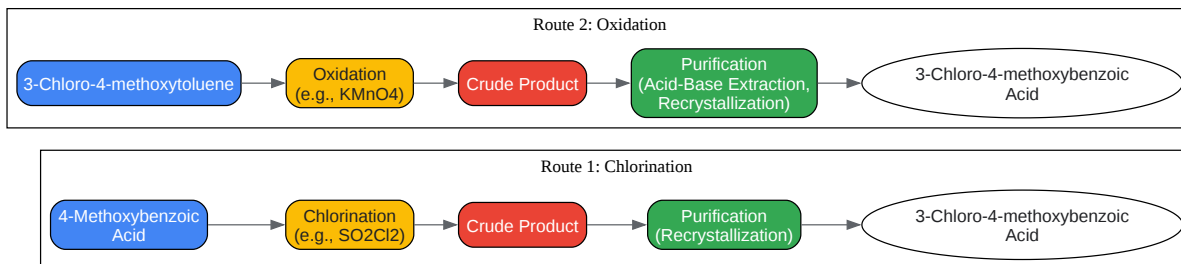 Route 2: Oxidation
3-Chloro-4-methoxytoluene
Oxidation
(e.g., KMnO4)
Crude Product
Purification
(Acid-Base Extraction,
Recrystallization)
3-Chloro-4-methoxybenzoic
Acid
Route 1: Chlorination
4-Methoxybenzoic
Acid
Chlorination
(e.g., SO2Cl2)
Crude Product
Purification
(Recrystallization)
3-Chloro-4-methoxybenzoic
Acid